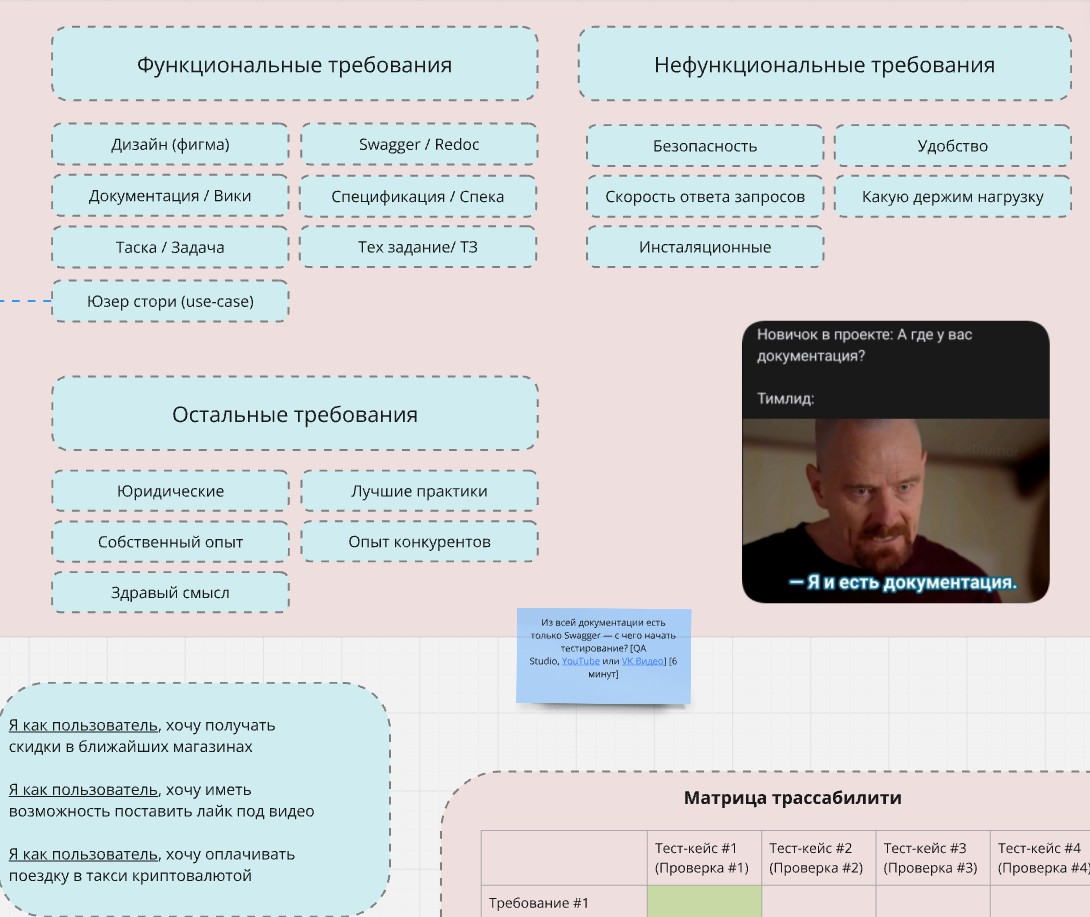 Функциональные требования
Дизайн (фигма)
Swagger / Redoc
Документация / Вики
Спецификация / Спека
Таска / Задача
Тех задание/ ТЗ
Юзер стори (use-case)
Нефункциональные требования
Безопасность
Удобство
Скорость ответа запросов
Какую держим нагрузку
Инсталяционные
Остальные требования
Юридические
Лучшие практики
Собственный опыт
Опыт конкурентов
Здравый смысл
Новичок в проекте: А где у вас
документация?
Тимлид:
— Я и есть документация.
Из всей документации есть
только Swagger — с чего начать
тестирование? [QA
Studio, YouTube или VK Видео] [6
минут]
Я как пользователь, хочу получать
скидки в ближайших магазинах
Я как пользователь, хочу иметь
возможность поставить лайк под видео
Я как пользователь, хочу оплачивать
поездку в такси криптовалютой
Матрица трассабилити
Тест-кейс #1
(Проверка #1)
Тест-кейс #2
(Проверка #2)
Тест-кейс #3
(Проверка #3)
Тест-кейс #4
(Проверка #4)
Требование #1